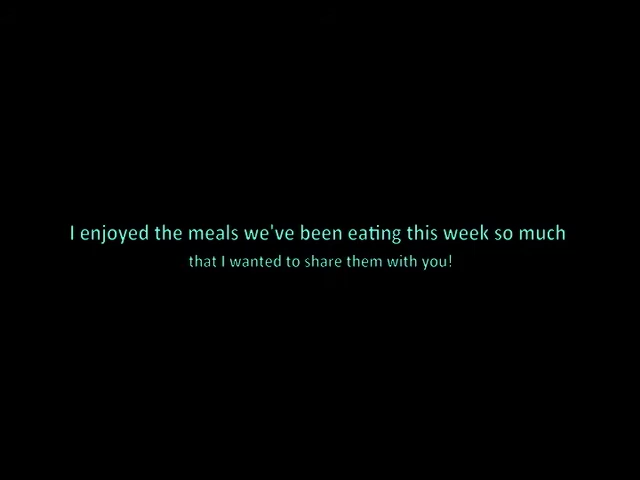 I enjoyed the meals we've been eating this week so much
that I wanted to share them with you!